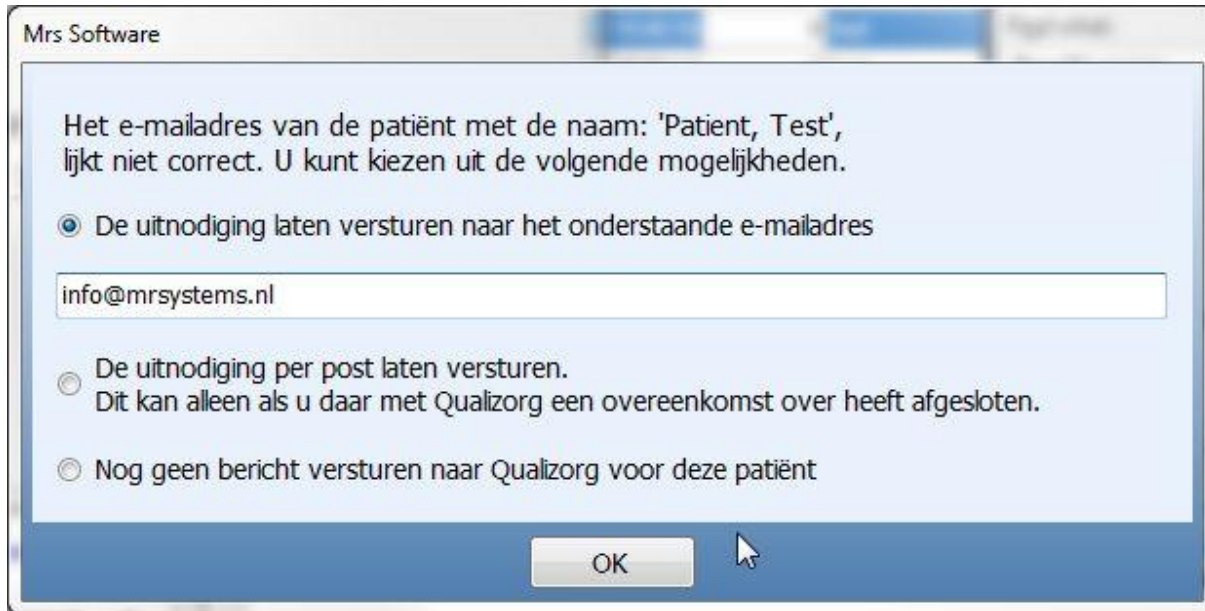 Mrs Software
Het e-mailadres van de patiënt met de naam: 'Patient, Test',
lijkt niet correct. U kunt kiezen uit de volgende mogelijkheden.
De uitnodiging laten versturen naar het onderstaande e-mailadres
info@mrsystems.nl
De uitnodiging per post laten versturen.
Dit kan alleen als u daar met Qualizorg een overeenkomst over heeft afgesloten.
Nog geen bericht versturen naar Qualizorg voor deze patiënt
OK